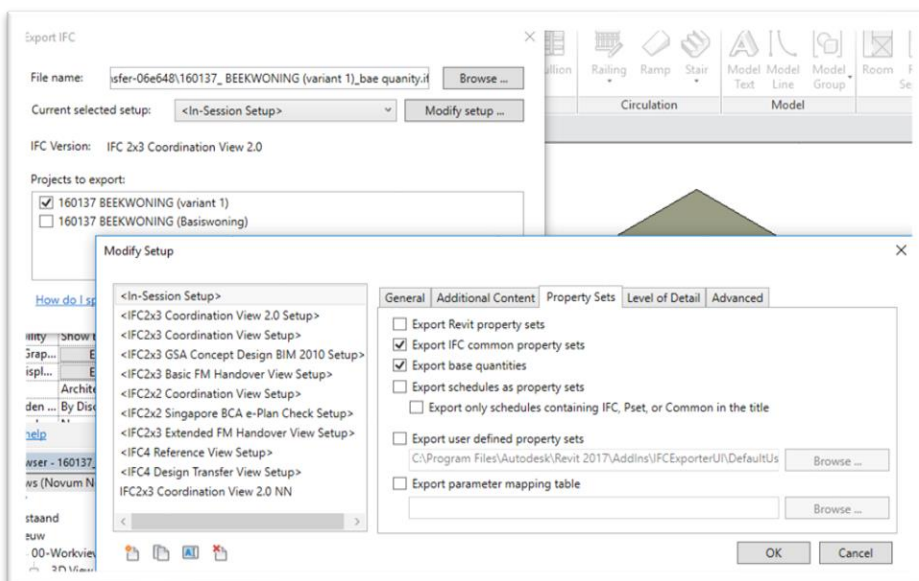 Export IFC
File name: sfer-06e648\160137_ BEEKWONING (variant 1)_bae quanity.if Browse ...
Current selected setup: <In-Session Setup> Modify setup ...
IFC Version: IFC 2x3 Coordination View 2.0
Projects to export:
160137 BEEKWONING (variant 1)
160137 BEEKWONING (Basiswoning)
How do I sp
Railing Ramp Stair Model Text Model Line Model Group Room
Circulation Model
Modify Setup
<In-Session Setup>
<IFC2x3 Coordination View 2.0 Setup>
<IFC2x3 Coordination View Setup>
<IFC2x3 GSA Concept Design BIM 2010 Setup>
<IFC2x3 Basic FM Handover View Setup>
<IFC2x2 Coordination View Setup>
<IFC2x2 Singapore BCA e-Plan Check Setup>
<IFC2x3 Extended FM Handover View Setup>
<IFC4 Reference View Setup>
<IFC4 Design Transfer View Setup>
IFC2x3 Coordination View 2.0 NN
General Additional Content Property Sets Level of Detail Advanced
Export Revit property sets
Export IFC common property sets
Export base quantities
Export schedules as property sets
Export only schedules containing IFC, Pset, or Common in the title
Export user defined property sets
C:\Program Files\Autodesk\Revit 2017\AddIns\IFCExporterUI\DefaultUs Browse ...
Export parameter mapping table
Browse ...
OK Cancel
Archite
den ... By Disc
help
wser - 160137_
ws (Novum N
staand
euw
00-Workview
3D View